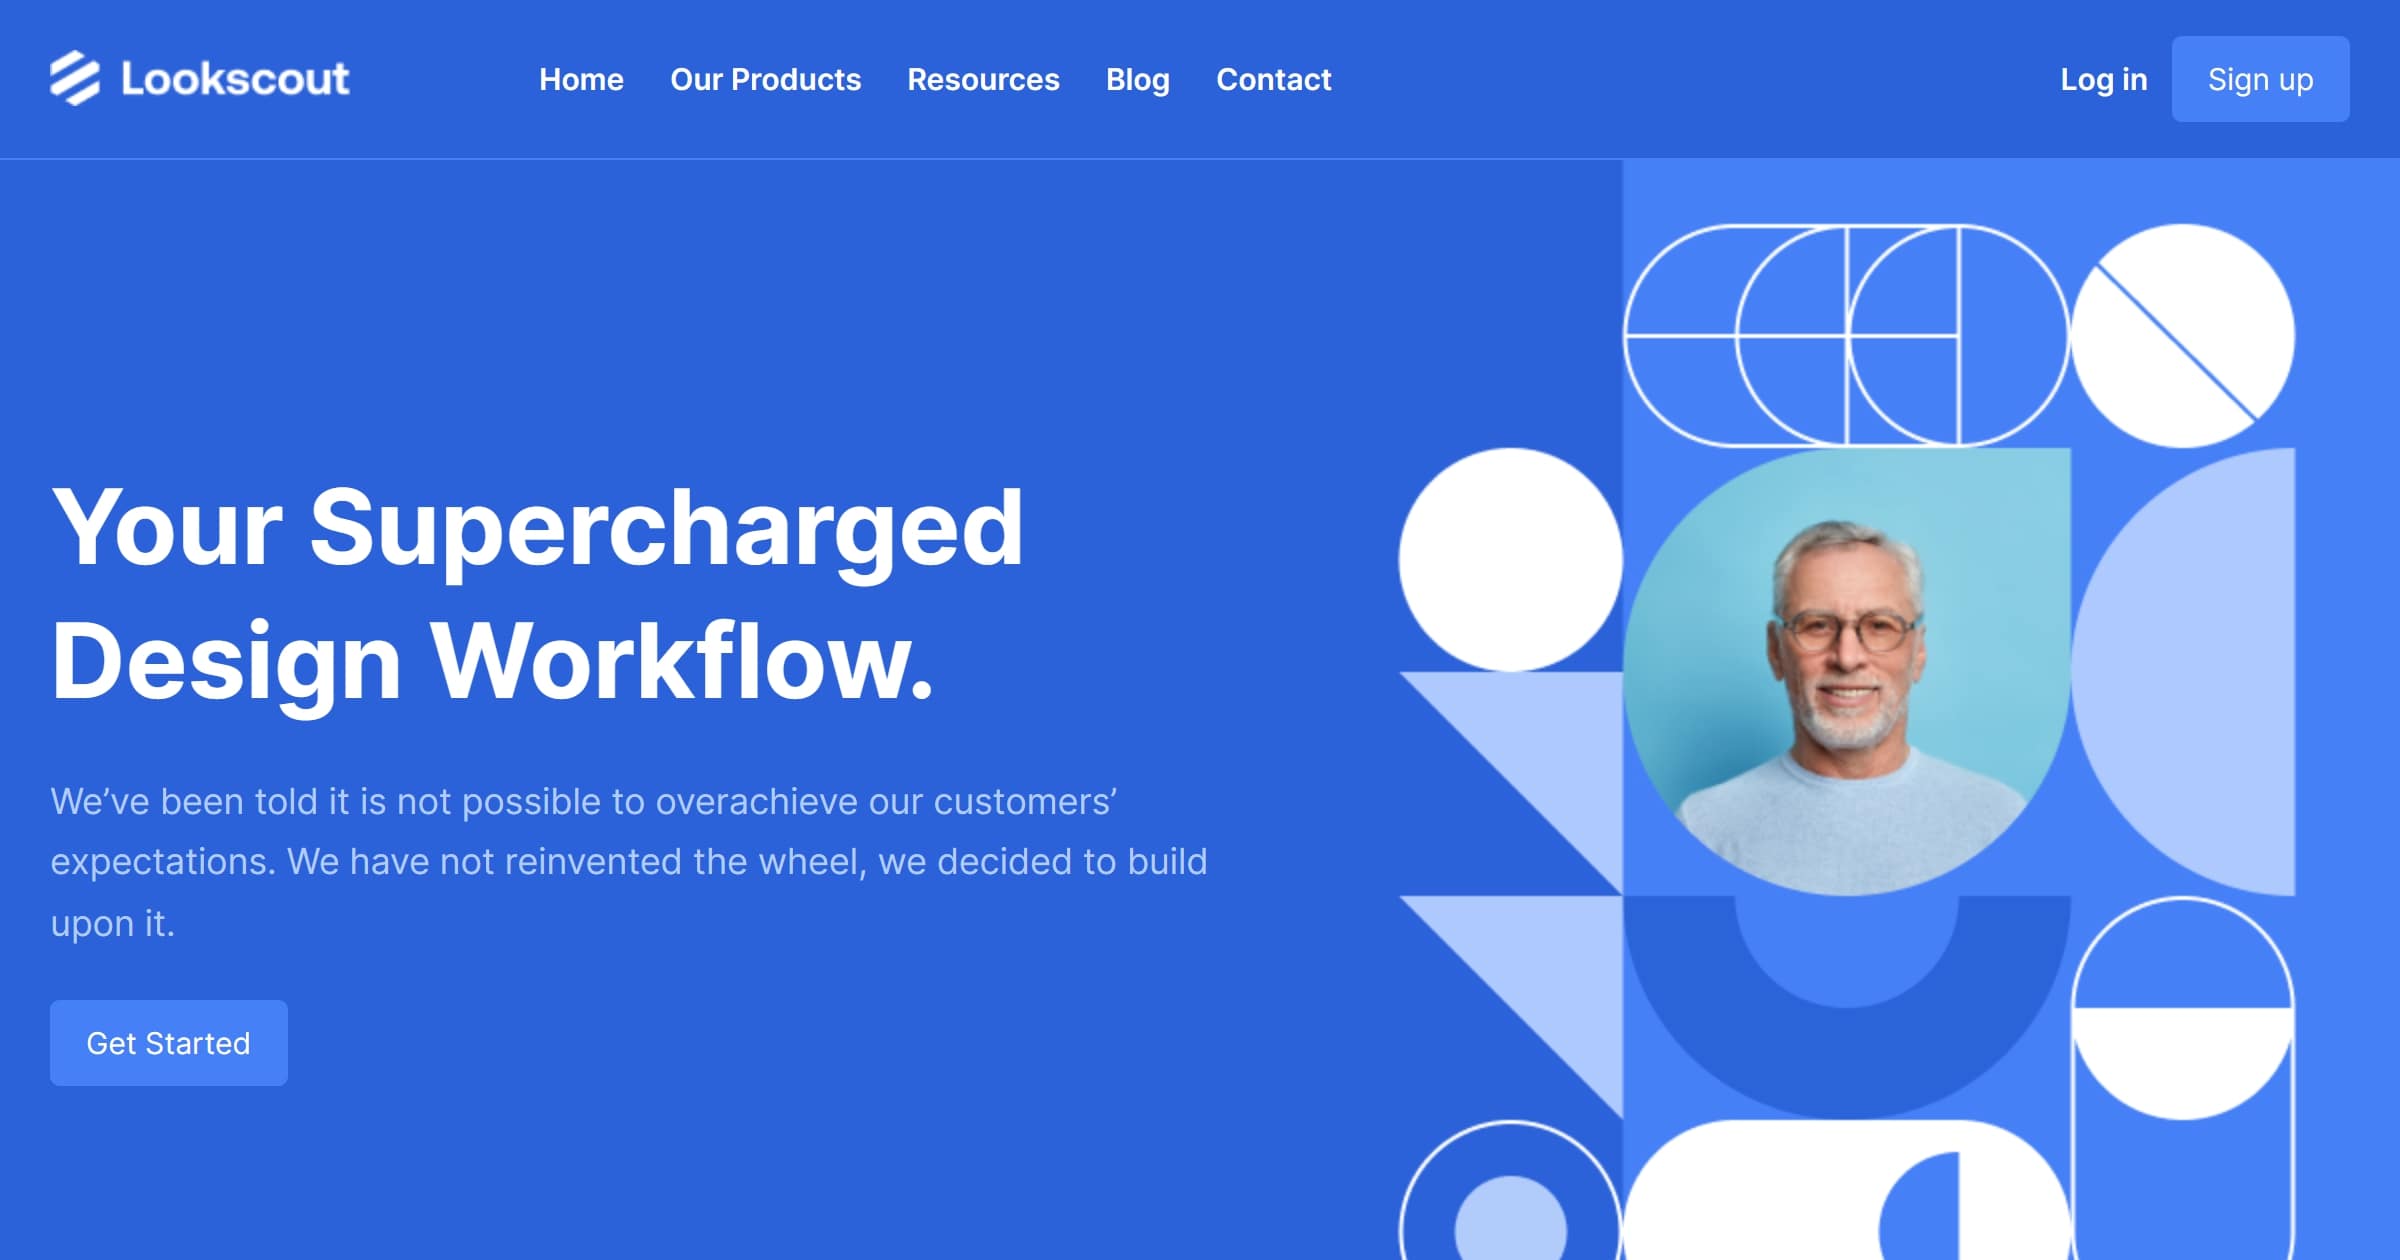 Lookscout
Home Our Products Resources Blog Contact
Log in Sign up
Your Supercharged
Design Workflow.
We’ve been told it is not possible to overachieve our customers’
expectations. We have not reinvented the wheel, we decided to build
upon it.
Get Started